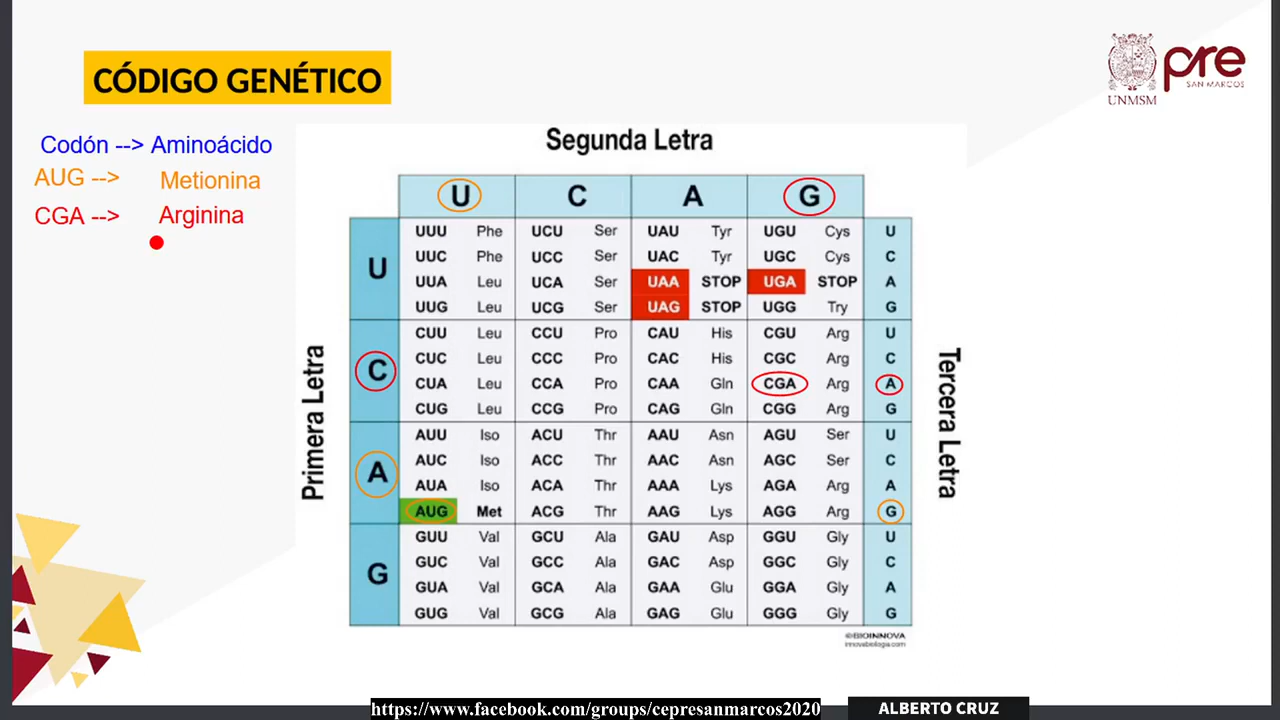 CÓDIGO GENÉTICO
UNMSM
pre
SAN MARCOS
Codón --> Aminoácido
AUG --> Metionina
CGA --> Arginina
Segunda Letra
U C A G
Primera Letra
Tercera Letra
U
UUU Phe UCU Ser UAU Tyr UGU Cys U
UUC Phe UCC Ser UAC Tyr UGC Cys C
UUA Leu UCA Ser UAA STOP UGA STOP A
UUG Leu UCG Ser UAG STOP UGG Try G
C
CUU Leu CCU Pro CAU His CGU Arg U
CUC Leu CCC Pro CAC His CGC Arg C
CUA Leu CCA Pro CAA Gln CGA Arg A
CUG Leu CCG Pro CAG Gln CGG Arg G
A
AUU Iso ACU Thr AAU Asn AGU Ser U
AUC Iso ACC Thr AAC Asn AGC Ser C
AUA Iso ACA Thr AAA Lys AGA Arg A
AUG Met ACG Thr AAG Lys AGG Arg G
G
GUU Val GCU Ala GAU Asp GGU Gly U
GUC Val GCC Ala GAC Asp GGC Gly C
GUA Val GCA Ala GAA Glu GGA Gly A
GUG Val GCG Ala GAG Glu GGG Gly G
©BIOINNOVA
innovabiologia.com
https://www.facebook.com/groups/cepresanmarcos2020
ALBERTO CRUZ